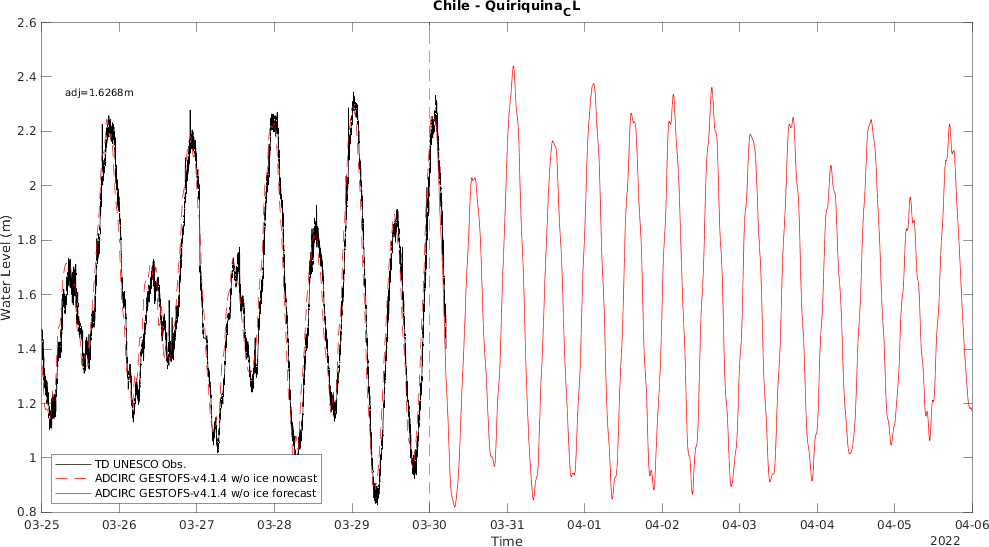 Chile - Quiriquina_CL
adj=1.6268m
Water Level (m)
2.6
2.4
2.2
2
1.8
1.6
1.4
1.2
1
0.8
TD UNESCO Obs.
ADCIRC GESTOFS-v4.1.4 w/o ice nowcast
ADCIRC GESTOFS-v4.1.4 w/o ice forecast
03-25 03-26 03-27 03-28 03-29 03-30 03-31 04-01 04-02 04-03 04-04 04-05 04-06
Time
2022